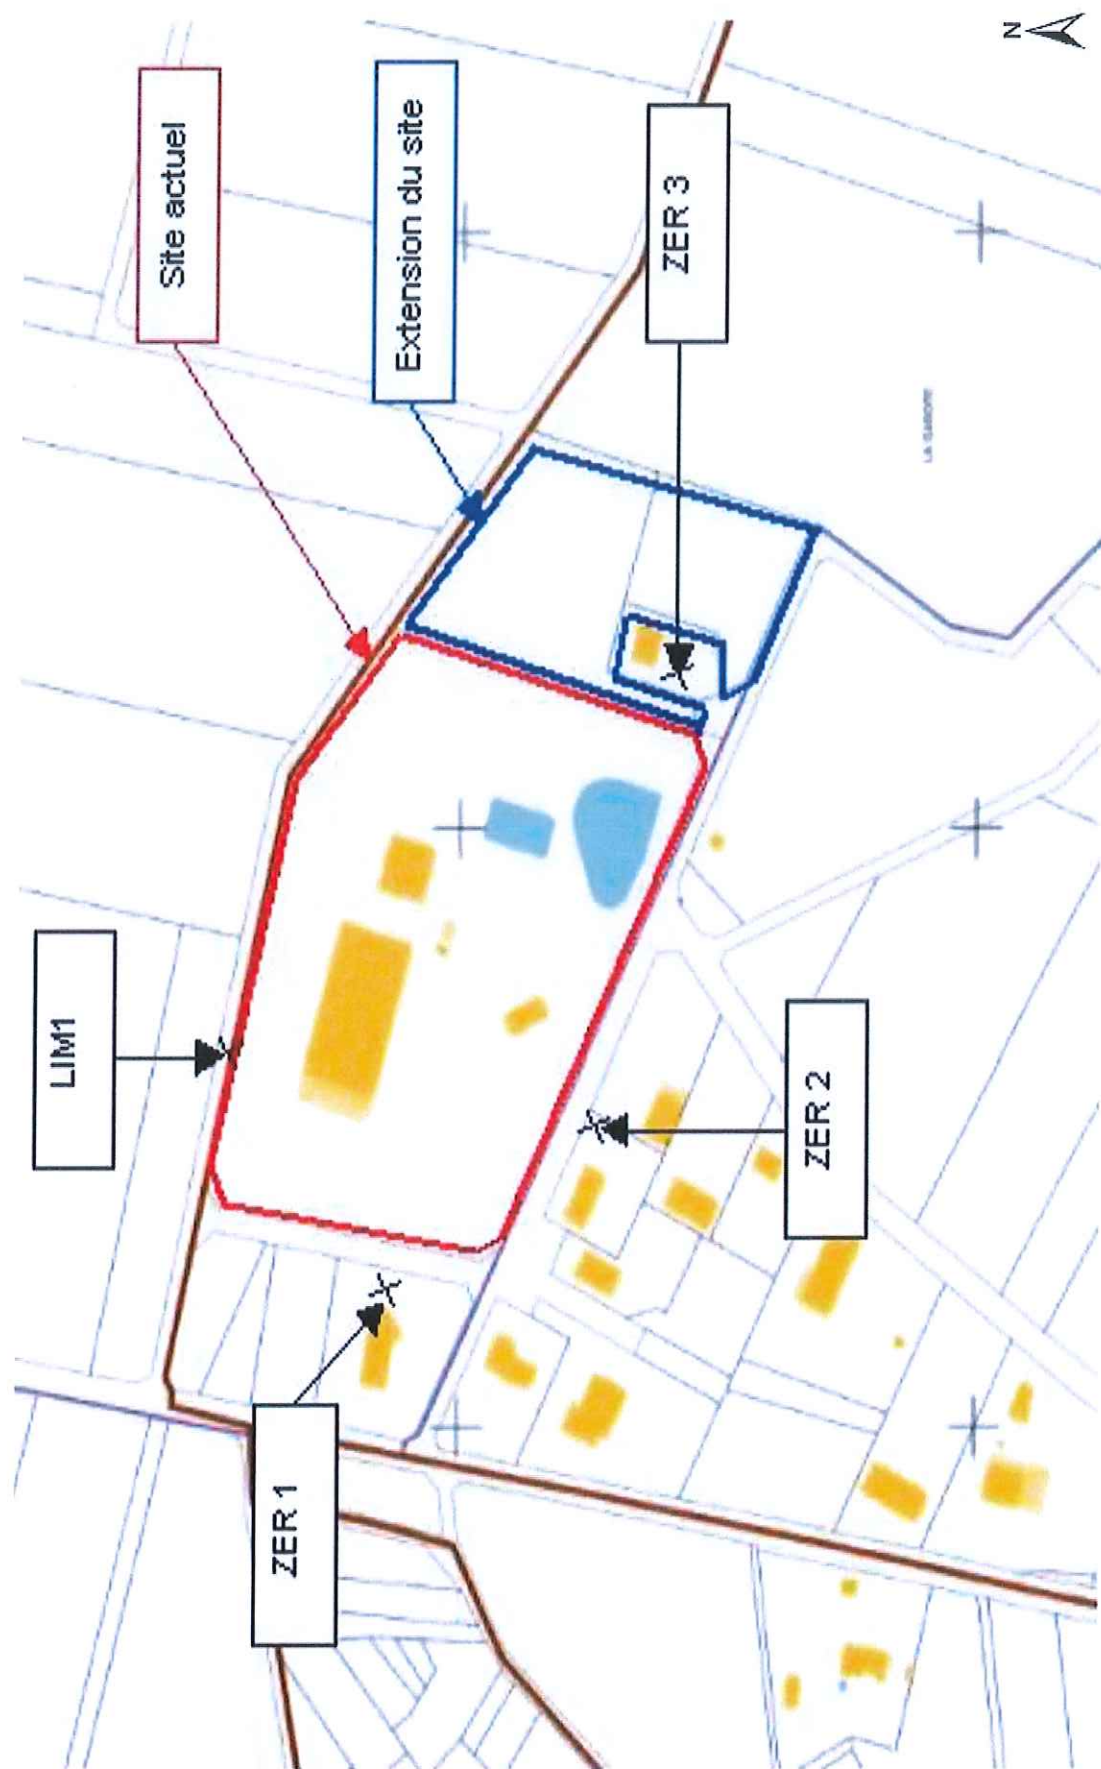 N
Site actuel
Extension du site
ZER 3
LIM1
ZER 2
ZER 1